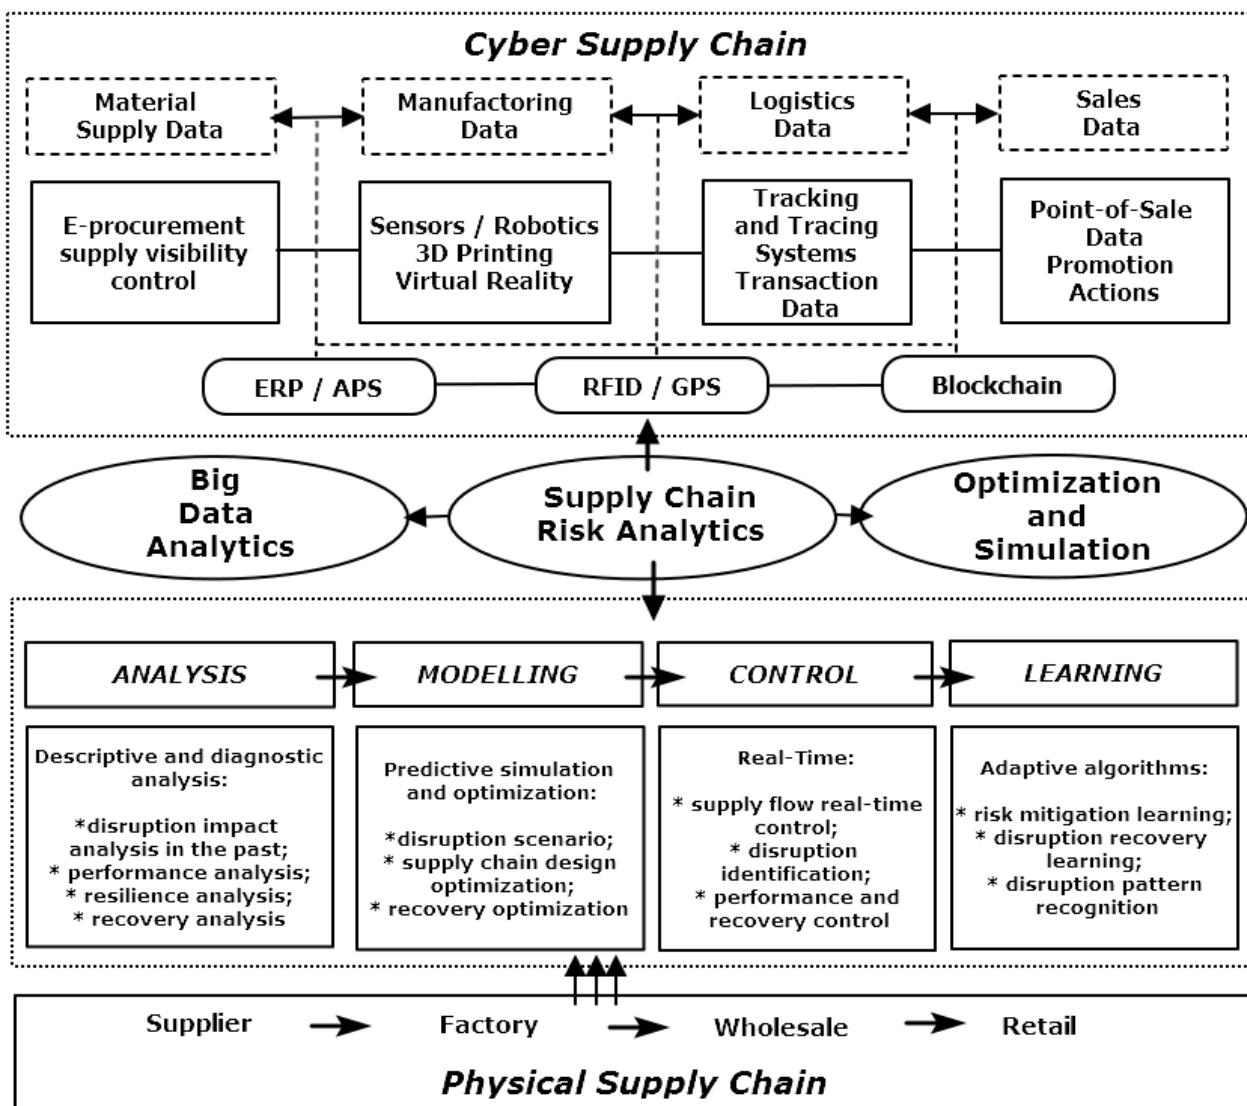 Cyber Supply Chain
Material
Supply Data
Manufactoring
Data
Logistics
Data
Sales
Data
E-procurement
supply visibility
control
Sensors / Robotics
3D Printing
Virtual Reality
Tracking
and Tracing
Systems
Transaction
Data
Point-of-Sale
Data
Promotion
Actions
ERP / APS
RFID / GPS
Blockchain
Big
Data
Analytics
Supply Chain
Risk Analytics
Optimization
and
Simulation
ANALYSIS
MODELLING
CONTROL
LEARNING
Descriptive and diagnostic
analysis:
*disruption impact
analysis in the past;
* performance analysis;
* resilience analysis;
* recovery analysis
Predictive simulation
and optimization:
*disruption scenario;
* supply chain design
optimization;
* recovery optimization
Real-Time:
* supply flow real-time
control;
* disruption
identification;
* performance and
recovery control
Adaptive algorithms:
* risk mitigation learning;
* disruption recovery
learning;
* disruption pattern
recognition
Supplier
Factory
Wholesale
Retail
Physical Supply Chain